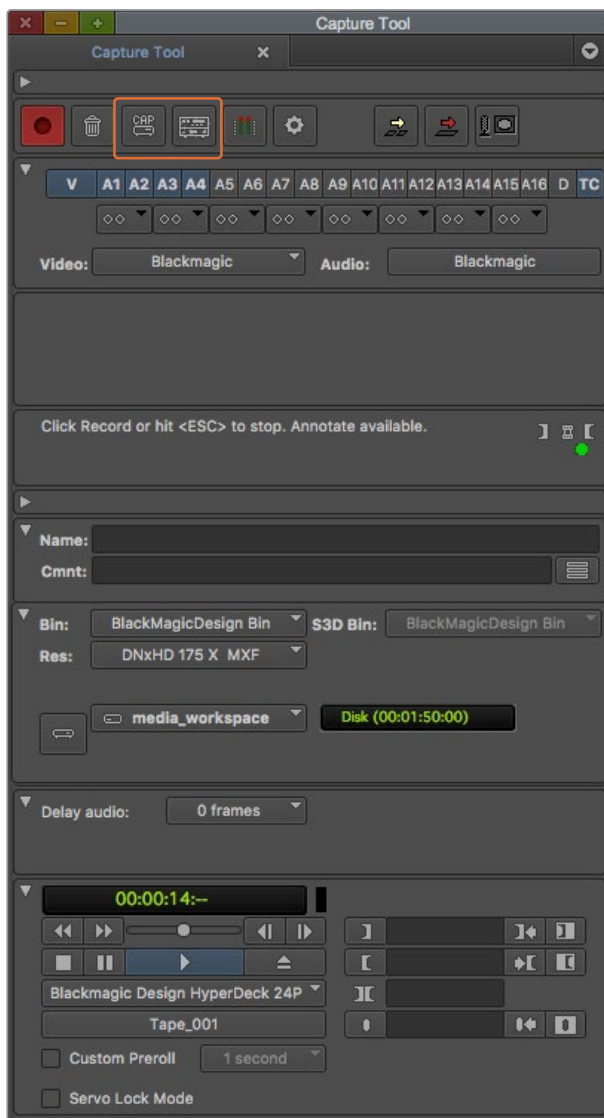 Capture Tool
Capture Tool
CAP
V A1 A2 A3 A4 A5 A6 A7 A8 A9 A10 A11 A12 A13 A14 A15 A16 D TC
Video: Blackmagic Audio: Blackmagic
Click Record or hit <ESC> to stop. Annotate available.
Name:
Cmnt:
Bin: BlackMagicDesign Bin S3D Bin: BlackMagicDesign Bin
Res: DNxHD 175 X MXF
media_workspace Disk (00:01:50:00)
Delay audio: 0 frames
00:00:14:--
Blackmagic Design HyperDeck 24P
Tape_001
Custom Preroll 1 second
Servo Lock Mode